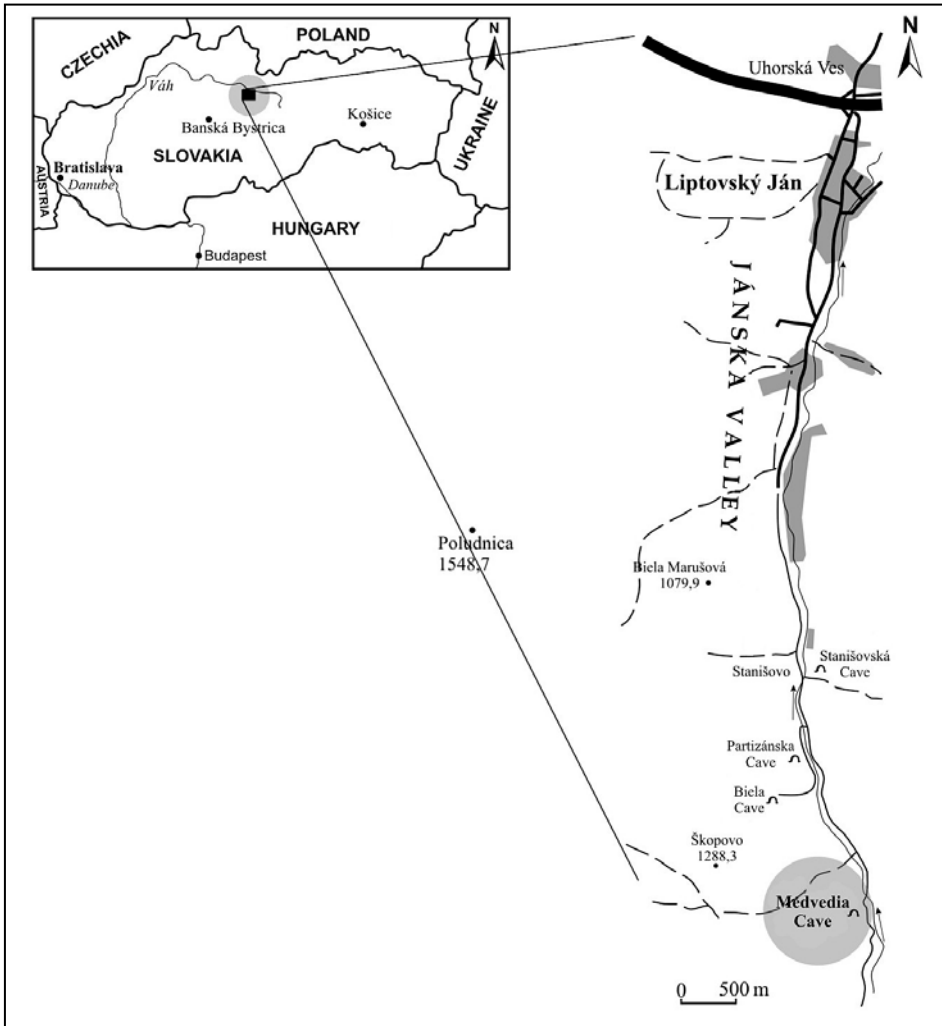 N
CZECHIA
POLAND
Váh
Košice
Banská Bystrica
UKRAINE
SLOVAKIA
Bratislava
Danube
AUSTRIA
HUNGARY
Budapest
N
Uhorská Ves
Liptovský Ján
JÁNSKA VALLEY
Poludnica
1548,7
Biela Marušová
1079,9
Stanišovo
Stanišovská
Cave
Partizánska
Cave
Biela
Cave
Škopovo
1288,3
Medvedia
Cave
0 500 m